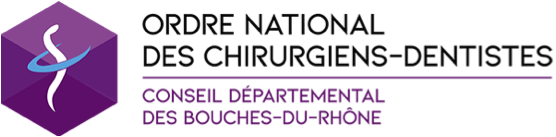 ORDRE NATIONAL
DES CHIRURGIENS-DENTISTES
CONSEIL DÉPARTEMENTAL
DES BOUCHES-DU-RHÔNE